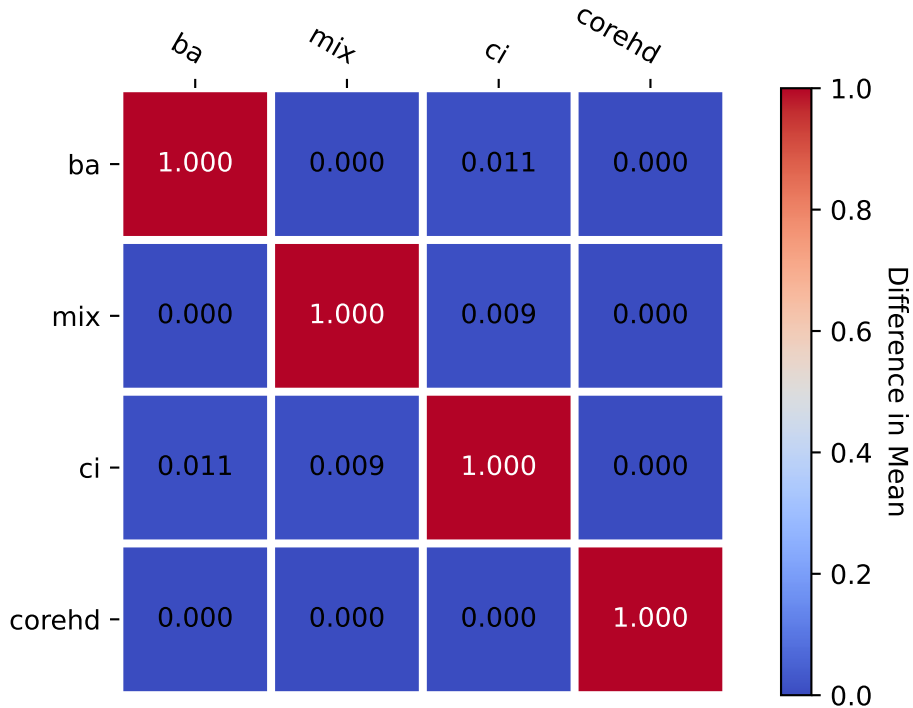 ba mix ci corehd
ba 1.000 0.000 0.011 0.000
mix 0.000 1.000 0.009 0.000
ci 0.011 0.009 1.000 0.000
corehd 0.000 0.000 0.000 1.000
1.0
0.8
0.6
0.4
0.2
0.0
Difference in Mean